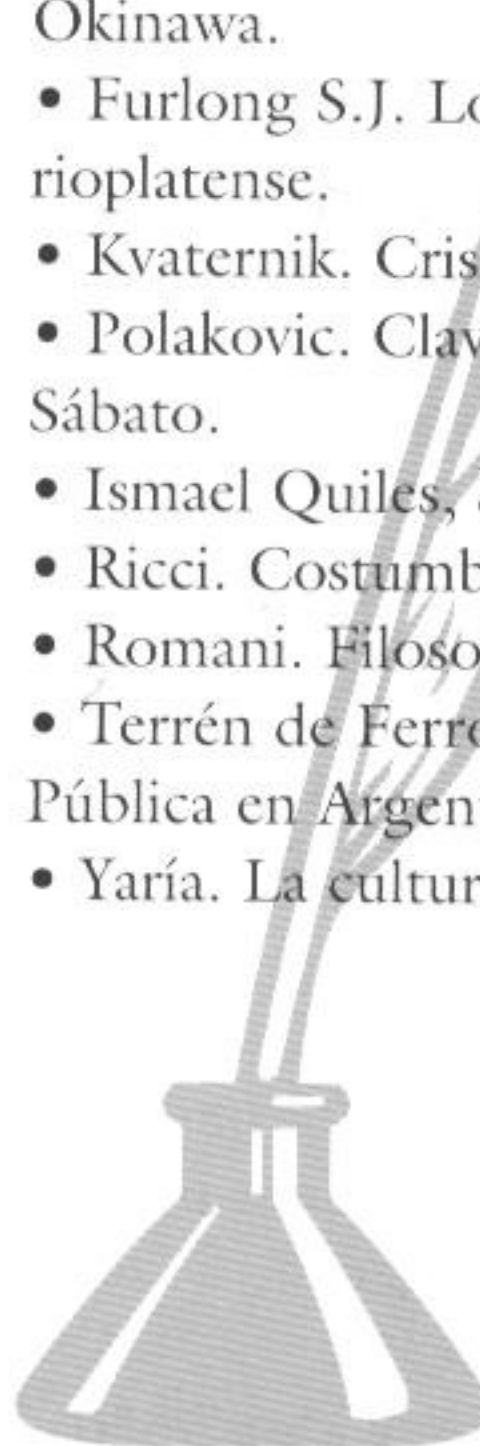 Okinawa.
• Furlong S.J. Lo
rioplatense.
• Kvaternik. Cris
• Polakovic. Clav
Sábato.
• Ismael Quiles,
• Ricci. Costumb
• Romani. Filoso
• Terrén de Ferro
Pública en Argen
• Yaría. La cultur